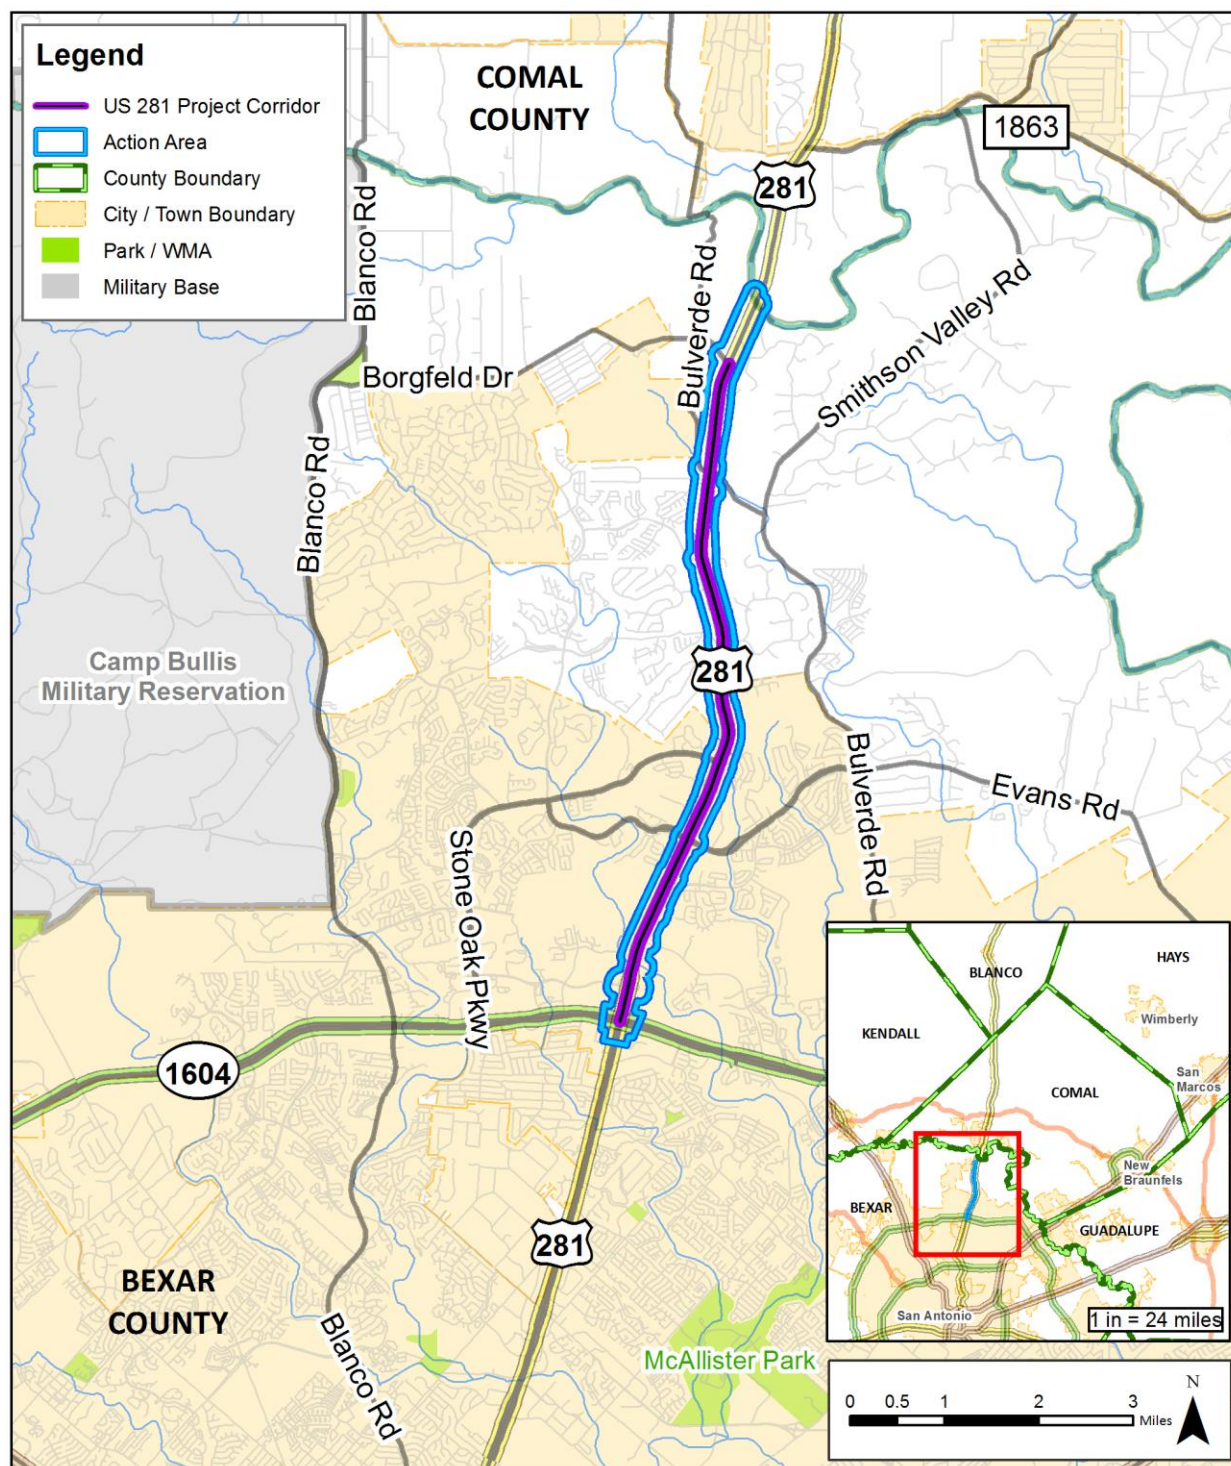 Legend
US 281 Project Corridor
Action Area
County Boundary
City / Town Boundary
Park / WMA
Military Base
COMAL
COUNTY
1863
281
Blanco Rd
Bulverde Rd
Smithson Valley Rd
Borgfeld Dr
Blanco Rd
Camp Bullis
Military Reservation
281
Bulverde Rd
Evans Rd
Stone Oak Pkwy
1604
281
BEXAR
COUNTY
Blanco Rd
McAllister Park
HAYS
BLANCO
Wimberly
KENDALL
San
Marcos
COMAL
New
Braunfels
BEXAR
GUADALUPE
San Antonio
1 in = 24 miles
N
0 0.5 1 2 3
Miles